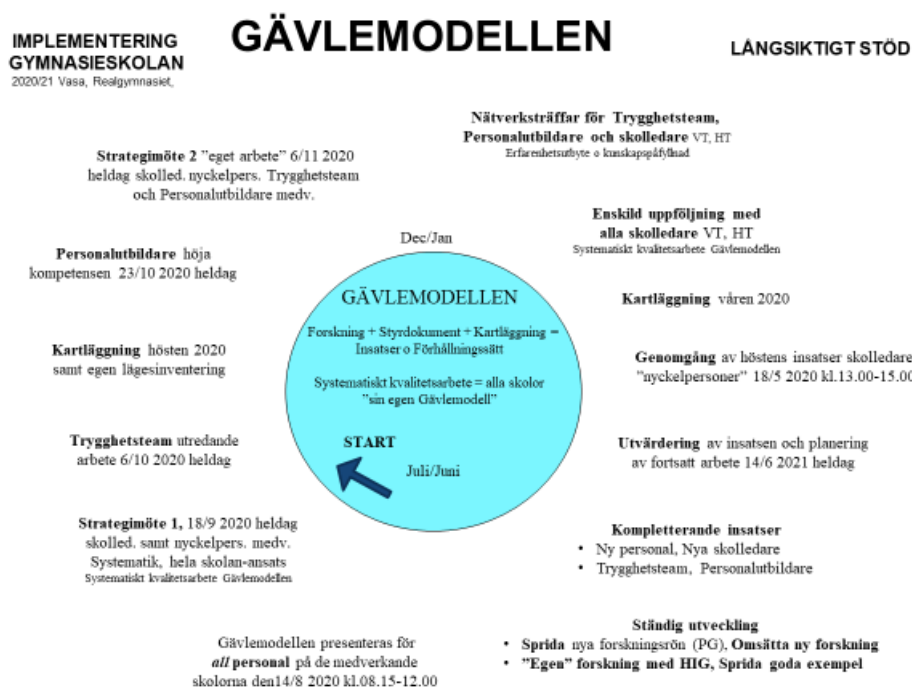 IMPLEMENTERING
GYMNASIESKOLAN
2020/21 Vasa, Realgymnasiet,
GÄVLEMODELLEN
LÅNGSIKTIGT STÖD
Nätverksträffar för Trygghetsteam,
Personalutbildare och skolledare VT, HT
Erfarenhetsutbyte o kunskapspåfyllnad
Strategimöte 2 "eget arbete" 6/11 2020
heldag skolled. nyckelpers. Trygghetsteam
och Personalutbildare medv.
Enskild uppföljning med
alla skolledare VT, HT
Systematiskt kvalitetsarbete Gävlemodellen
Personalutbildare höja
kompetensen 23/10 2020 heldag
Kartläggning våren 2020
Kartläggning hösten 2020
samt egen lägesinventering
Genomgång av höstens insatser skolledare
"nyckelpersoner" 18/5 2020 kl.13.00-15.00
Trygghetsteam utredande
arbete 6/10 2020 heldag
Utvärdering av insatsen och planering
av fortsatt arbete 14/6 2021 heldag
Strategimöte 1, 18/9 2020 heldag
skolled. samt nyckelpers. medv.
Systematik, hela skolan-ansats
Systematiskt kvalitetsarbete Gävlemodellen
Kompletterande insatser
• Ny personal, Nya skolledare
• Trygghetsteam, Personalutbildare
Gävlemodellen presenteras för
all personal på de medverkande
skolorna den14/8 2020 kl.08.15-12.00
Ständig utveckling
• Sprida nya forskningsrön (PG), Omsätta ny forskning
• "Egen" forskning med HIG, Sprida goda exempel
Dec/Jan
GÄVLEMODELLEN
Forskning + Styrdokument + Kartläggning =
Insatser o Förhållningssätt
Systematiskt kvalitetsarbete = alla skolor
"sin egen Gävlemodell"
START
Juli/Juni